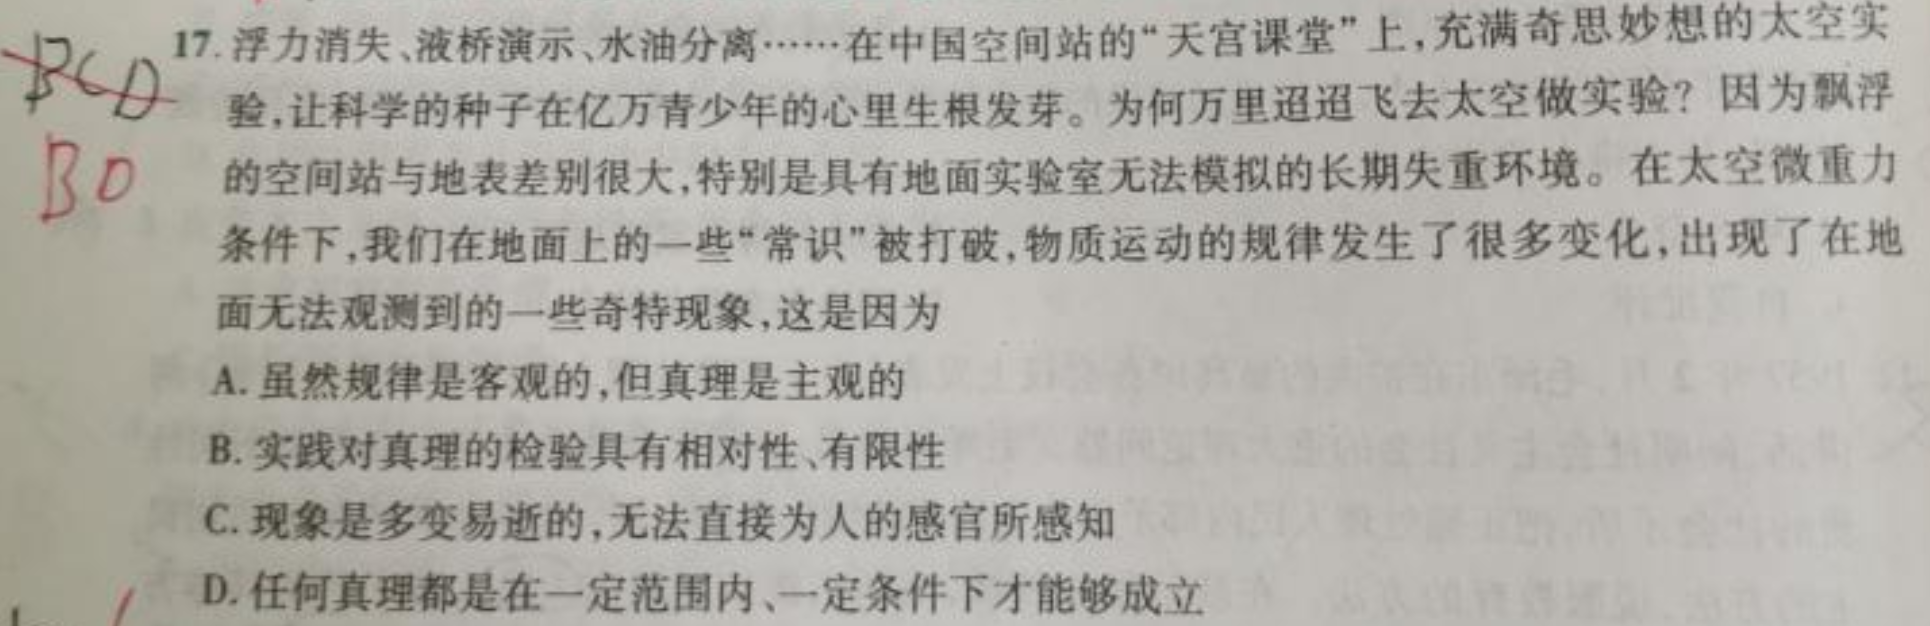 BCD
BD
17. 浮力消失、液桥演示、水油分离……在中国空间站的“天宫课堂”上,充满奇思妙想的太空实
验,让科学的种子在亿万青少年的心里生根发芽。为何万里迢迢飞去太空做实验? 因为飘浮
的空间站与地表差别很大,特别是具有地面实验室无法模拟的长期失重环境。在太空微重力
条件下,我们在地面上的一些“常识”被打破,物质运动的规律发生了很多变化,出现了在地
面无法观测到的一些奇特现象,这是因为
A. 虽然规律是客观的,但真理是主观的
B. 实践对真理的检验具有相对性、有限性
C. 现象是多变易逝的,无法直接为人的感官所感知
D. 任何真理都是在一定范围内、一定条件下才能够成立